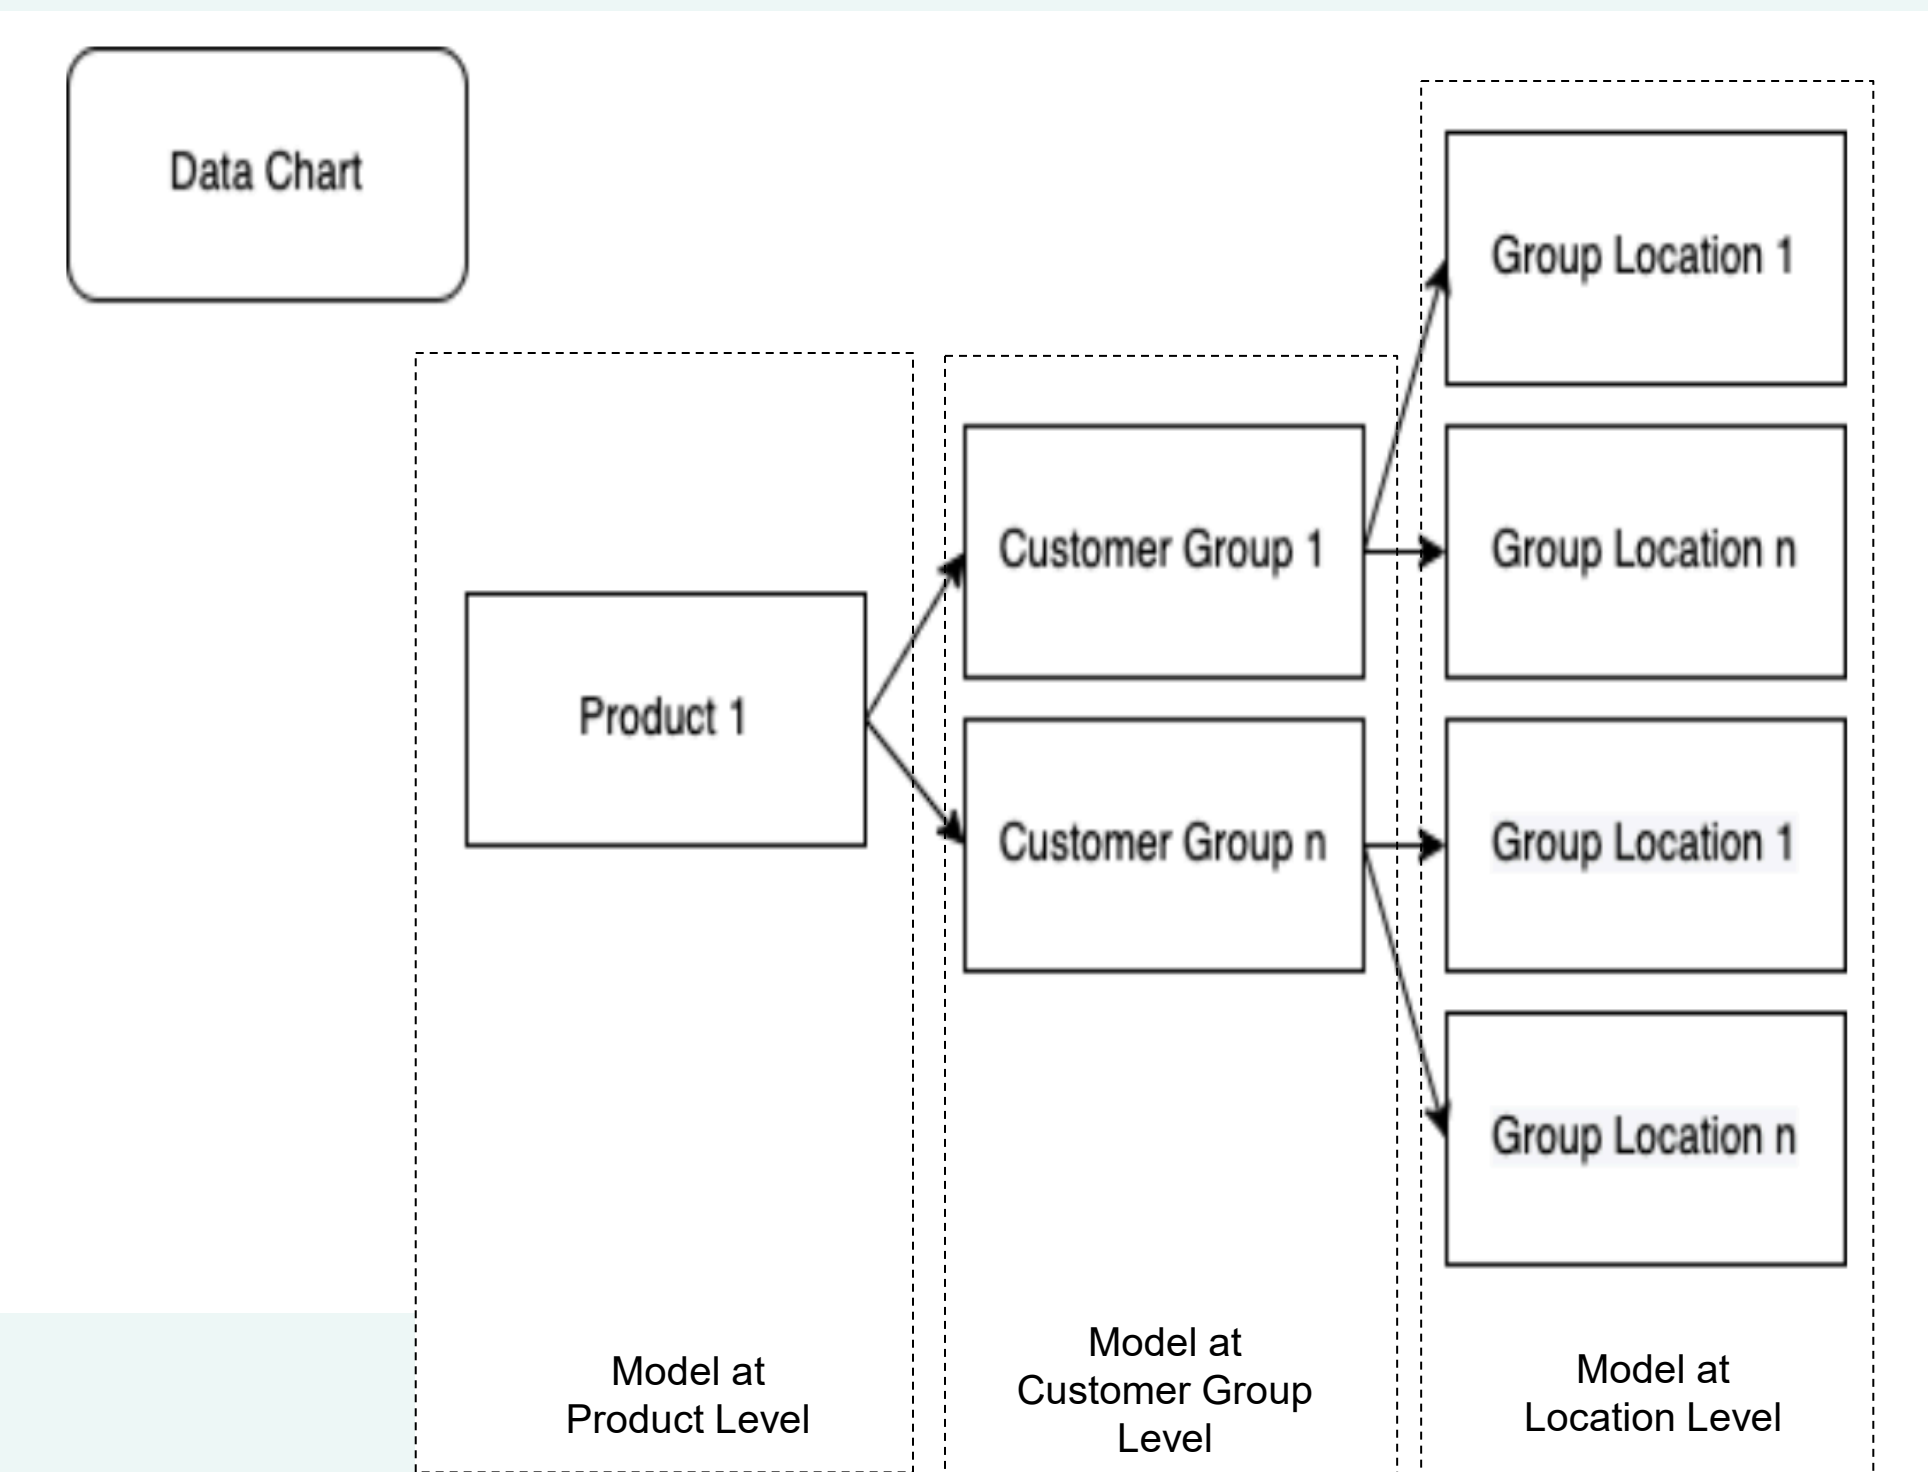 Data Chart
Group Location 1
Customer Group 1
Group Location n
Product 1
Customer Group n
Group Location 1
Group Location n
Model at
Product Level
Model at
Customer Group
Level
Model at
Location Level